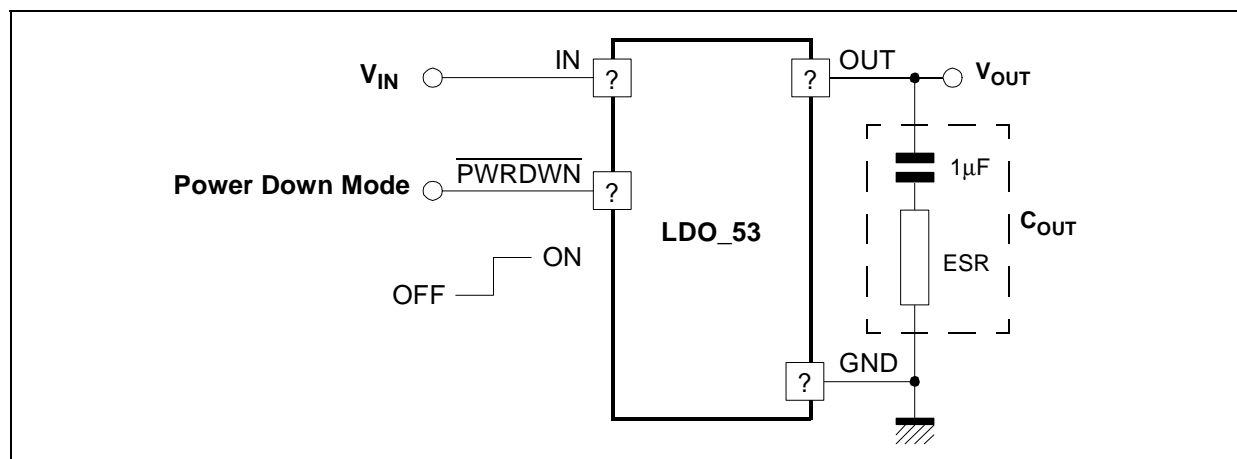 IN
?
V_IN
OUT
?
V_OUT
1µF
PWRDWN
?
Power Down Mode
LDO_53
C_OUT
ESR
ON
OFF
GND
?